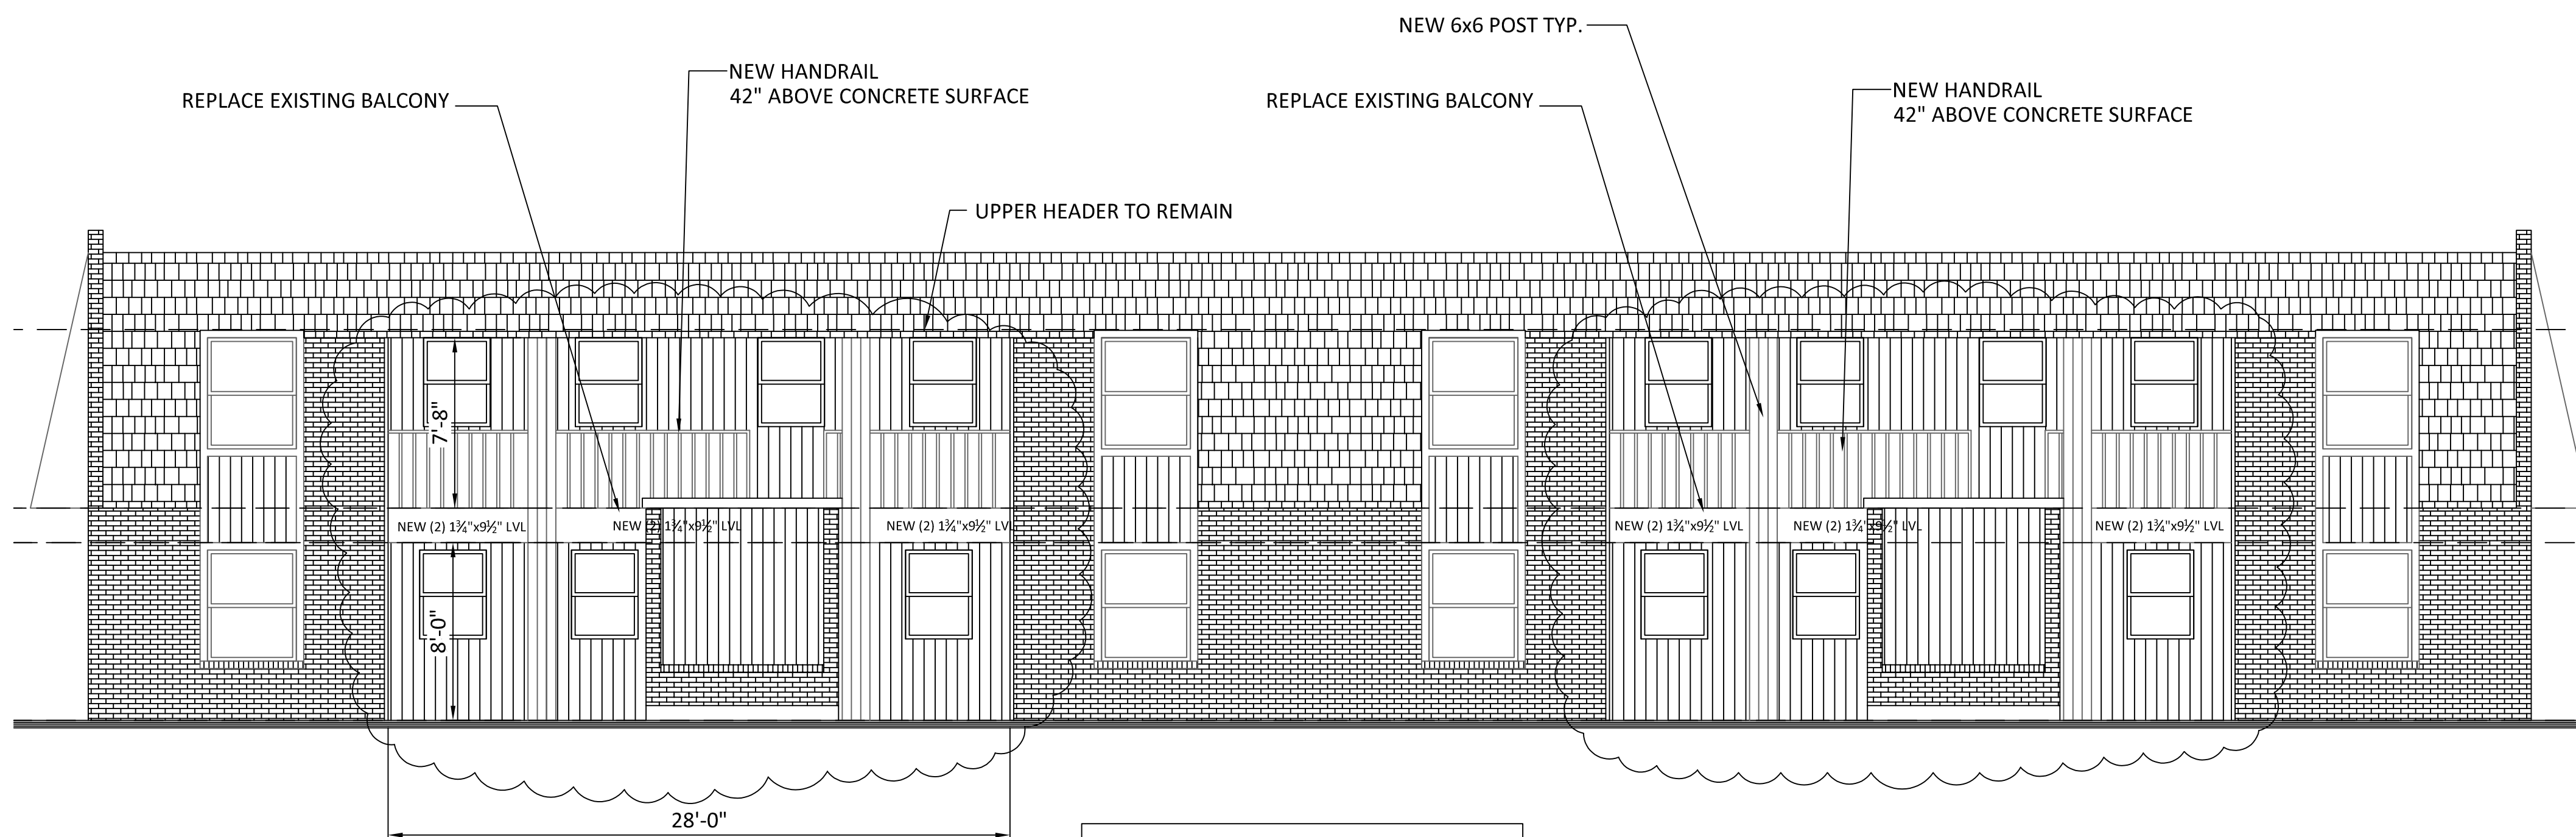 NEW 6x6 POST TYP.
NEW HANDRAIL
42" ABOVE CONCRETE SURFACE
REPLACE EXISTING BALCONY
REPLACE EXISTING BALCONY
NEW HANDRAIL
42" ABOVE CONCRETE SURFACE
UPPER HEADER TO REMAIN
7'-8"
NEW (2) 1¾"x9½" LVL
NEW (2) 1¾"x9½" LVL
NEW (2) 1¾"x9½" LVL
NEW (2) 1¾"x9½" LVL
NEW (2) 1¾"x9½" LVL
NEW (2) 1¾"x9½" LVL
8'-0"
28'-0"